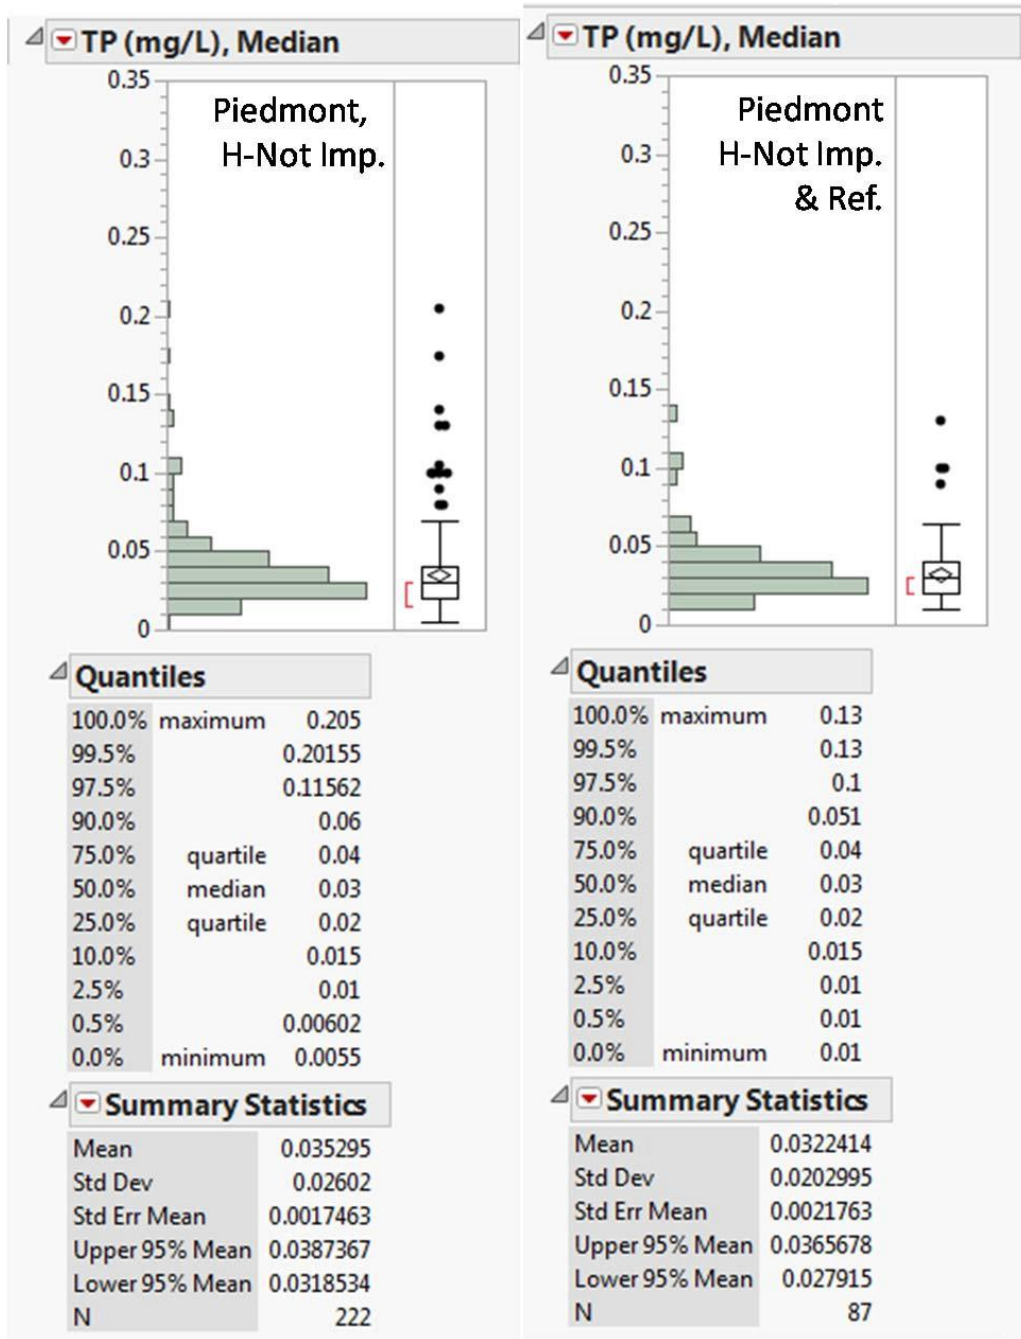 TP (mg/L), Median
Piedmont,
H-Not Imp.
0.35
0.3
0.25
0.2
0.15
0.1
0.05
0
Quantiles
100.0% maximum 0.205
99.5% 0.20155
97.5% 0.11562
90.0% 0.06
75.0% quartile 0.04
50.0% median 0.03
25.0% quartile 0.02
10.0% 0.015
2.5% 0.01
0.5% 0.00602
0.0% minimum 0.0055
Summary Statistics
Mean 0.035295
Std Dev 0.02602
Std Err Mean 0.0017463
Upper 95% Mean 0.0387367
Lower 95% Mean 0.0318534
N 222
TP (mg/L), Median
Piedmont
H-Not Imp.
& Ref.
0.35
0.3
0.25
0.2
0.15
0.1
0.05
0
Quantiles
100.0% maximum 0.13
99.5% 0.13
97.5% 0.1
90.0% 0.051
75.0% quartile 0.04
50.0% median 0.03
25.0% quartile 0.02
10.0% 0.015
2.5% 0.01
0.5% 0.01
0.0% minimum 0.01
Summary Statistics
Mean 0.0322414
Std Dev 0.0202995
Std Err Mean 0.0021763
Upper 95% Mean 0.0365678
Lower 95% Mean 0.027915
N 87